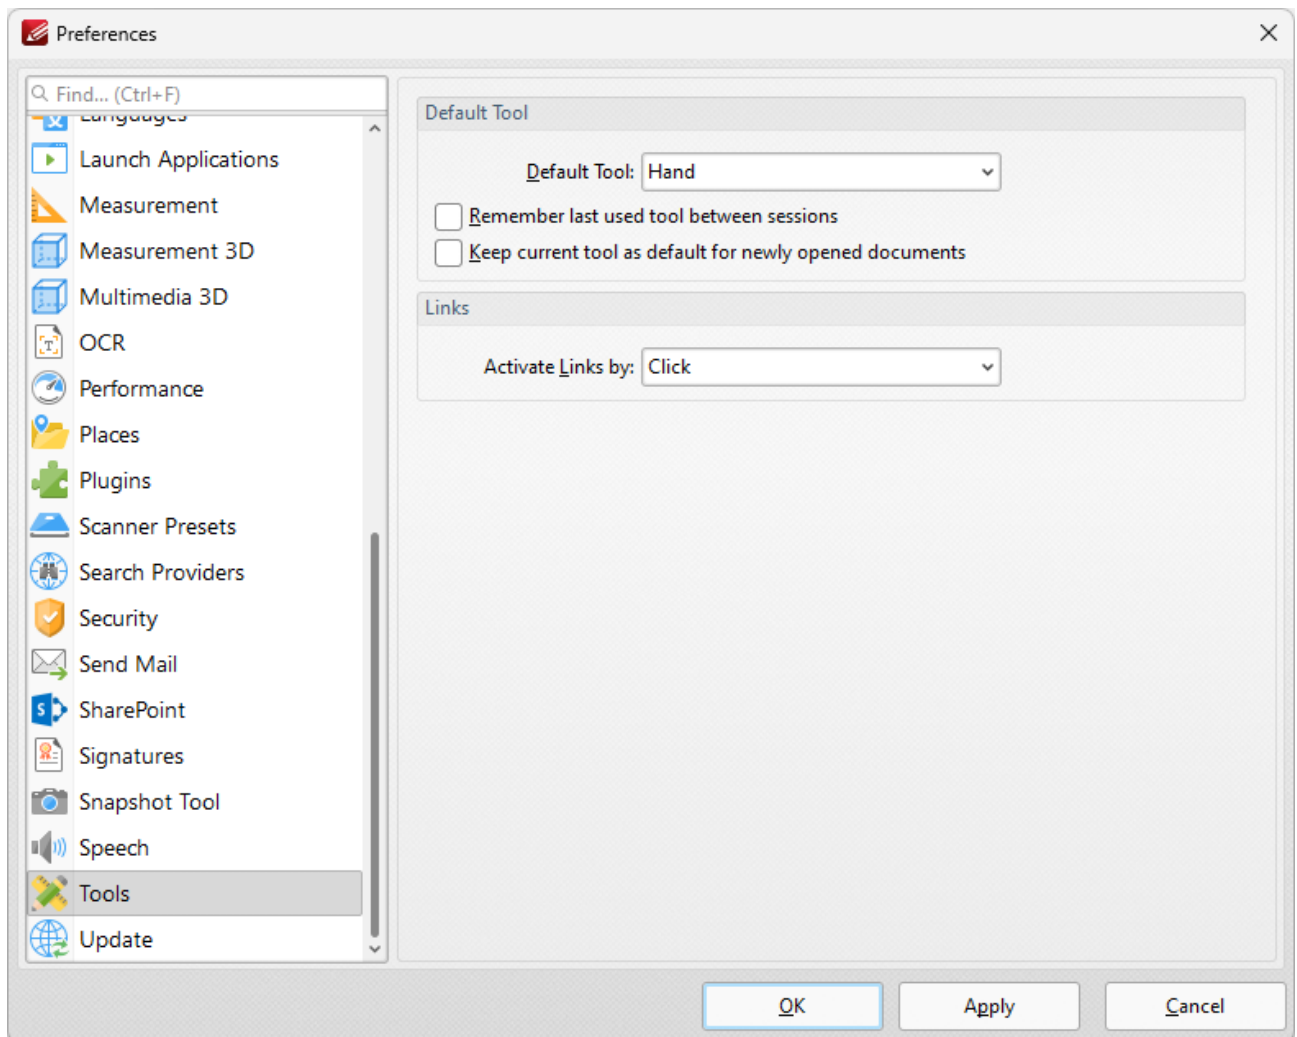 Preferences
Find... (Ctrl+F)
Languages
Launch Applications
Measurement
Measurement 3D
Multimedia 3D
OCR
Performance
Places
Plugins
Scanner Presets
Search Providers
Security
Send Mail
SharePoint
Signatures
Snapshot Tool
Speech
Tools
Update
Default Tool
Default Tool: Hand
Remember last used tool between sessions
Keep current tool as default for newly opened documents
Links
Activate Links by: Click
OK Apply Cancel